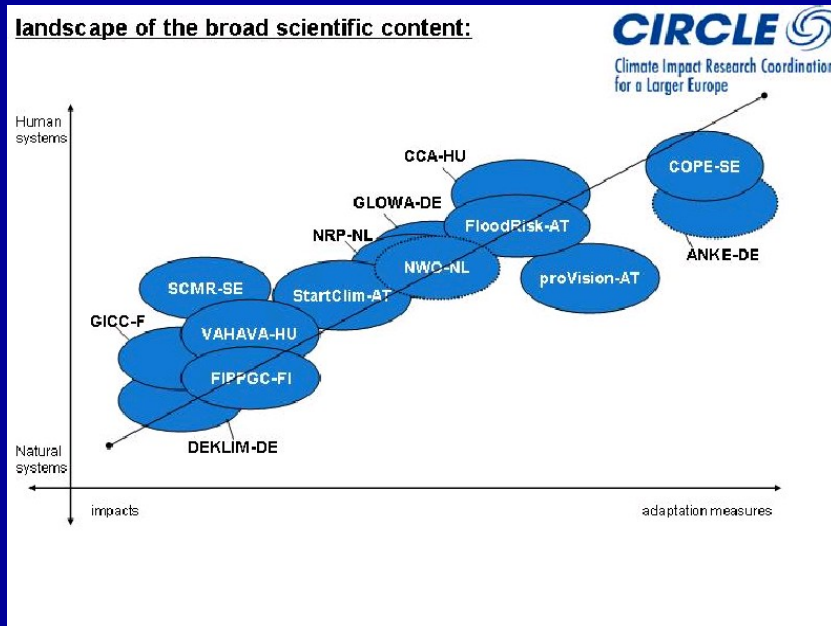 landscape of the broad scientific content:
CIRCLE
Climate Impact Research Coordination
for a Larger Europe
Human
systems
CCA-HU
COPE-SE
GLOWA-DE
FloodRisk-AT
NRP-NL
ANKE-DE
NWO-NL
proVision-AT
SCMR-SE
StartClim-AT
GICC-F
VAHAVA-HU
FIPPGC-FI
DEKLIM-DE
Natural
systems
impacts
adaptation measures